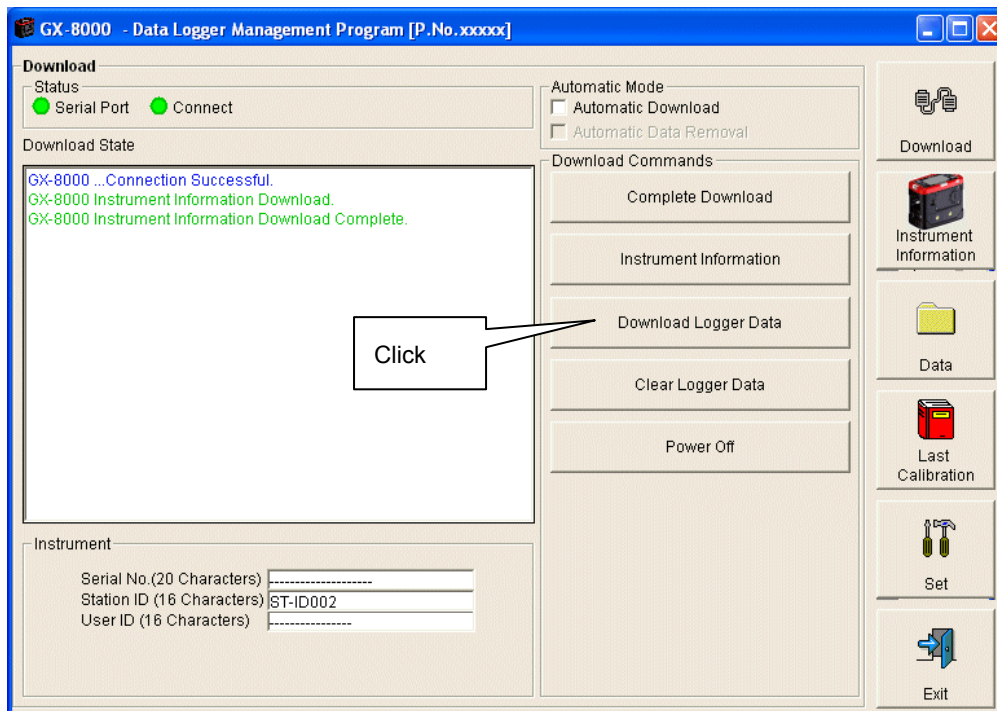 GX-8000 - Data Logger Management Program [P.No.xxxxx]
Download
Status
Serial Port
Connect
Download State
GX-8000 ...Connection Successful.
GX-8000 Instrument Information Download.
GX-8000 Instrument Information Download Complete.
Automatic Mode
Automatic Download
Automatic Data Removal
Download Commands
Complete Download
Instrument Information
Download Logger Data
Clear Logger Data
Power Off
Click
Instrument
Serial No.(20 Characters) --------------------
Station ID (16 Characters) ST-ID002
User ID (16 Characters) ----------------
Download
Instrument
Information
Data
Last
Calibration
Set
Exit